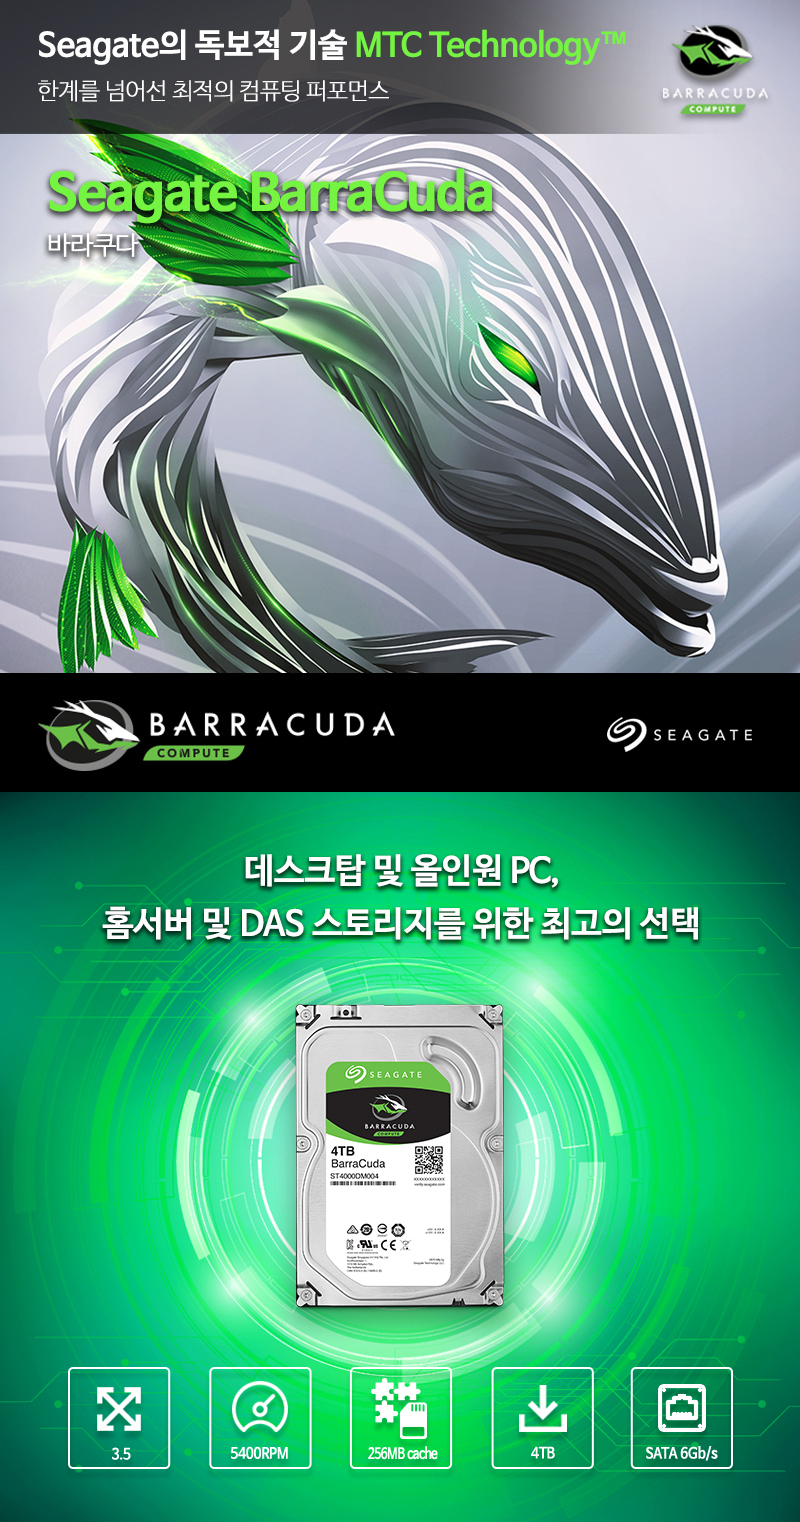 Seagate의 독보적 기술 MTC Technology™
한계를 넘어선 최적의 컴퓨팅 퍼포먼스
BARRACUDA
COMPUTE
Seagate BarraCuda
바라쿠다
BARRACUDA
COMPUTE
SEAGATE
데스크탑 및 올인원 PC,
홈서버 및 DAS 스토리지를 위한 최고의 선택
SEAGATE
BARRACUDA
COMPUTE
4TB
BarraCuda
ST4000DM004
XXXXXXXXXXXX
verify.seagate.com
3.5
5400RPM
256MB cache
4TB
SATA 6Gb/s